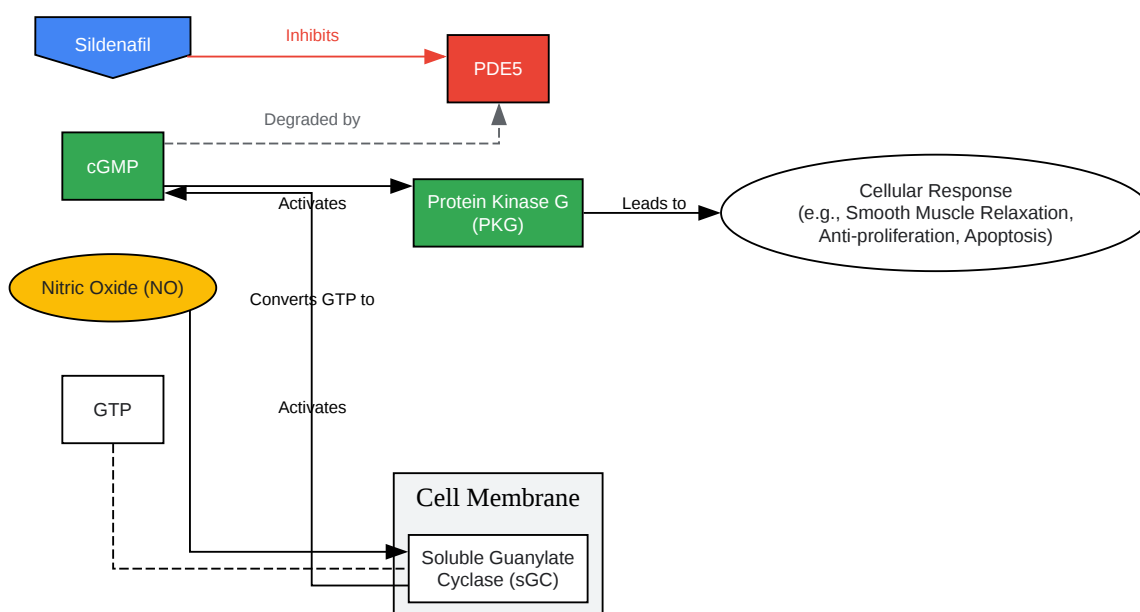 Sildenafil
Inhibits
PDE5
Degraded by
cGMP
Activates
Protein Kinase G
(PKG)
Leads to
Cellular Response
(e.g., Smooth Muscle Relaxation,
Anti-proliferation, Apoptosis)
Nitric Oxide (NO)
Converts GTP to
GTP
Activates
Cell Membrane
Soluble Guanylate
Cyclase (sGC)